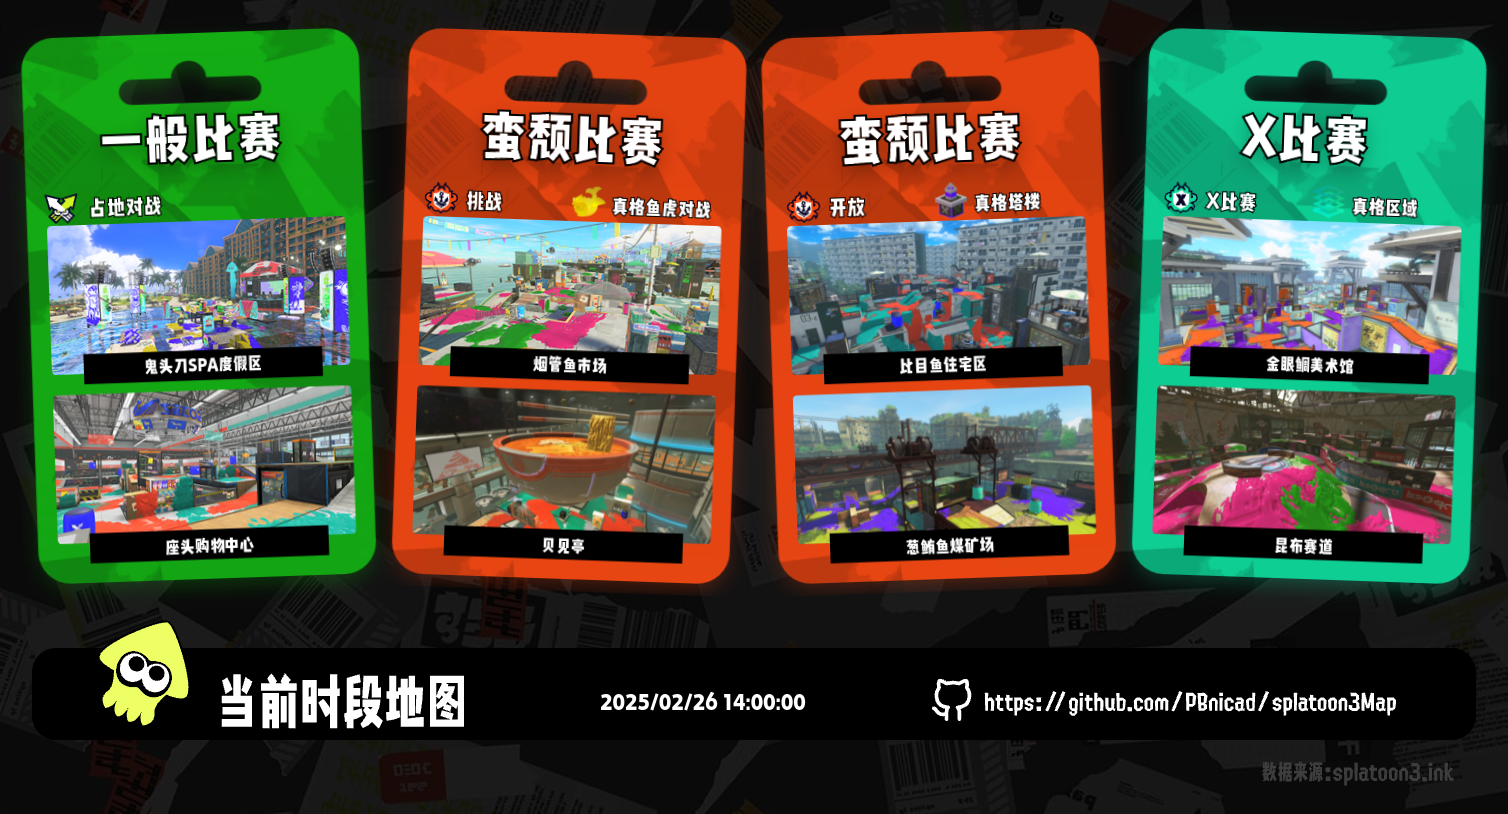 一般比赛
占地对战
鬼头刀SPA度假区
座头购物中心
蛮颓比赛
挑战
真格鱼虎对战
烟管鱼市场
贝见亭
蛮颓比赛
开放
真格塔楼
比目鱼住宅区
葱鲔鱼煤矿场
X比赛
X比赛
真格区域
金眼鲷美术馆
昆布赛道
当前时段地图
2025/02/26 14:00:00
https://github.com/PBnicad/splatoon3Map
数据来源:splatoon3.ink